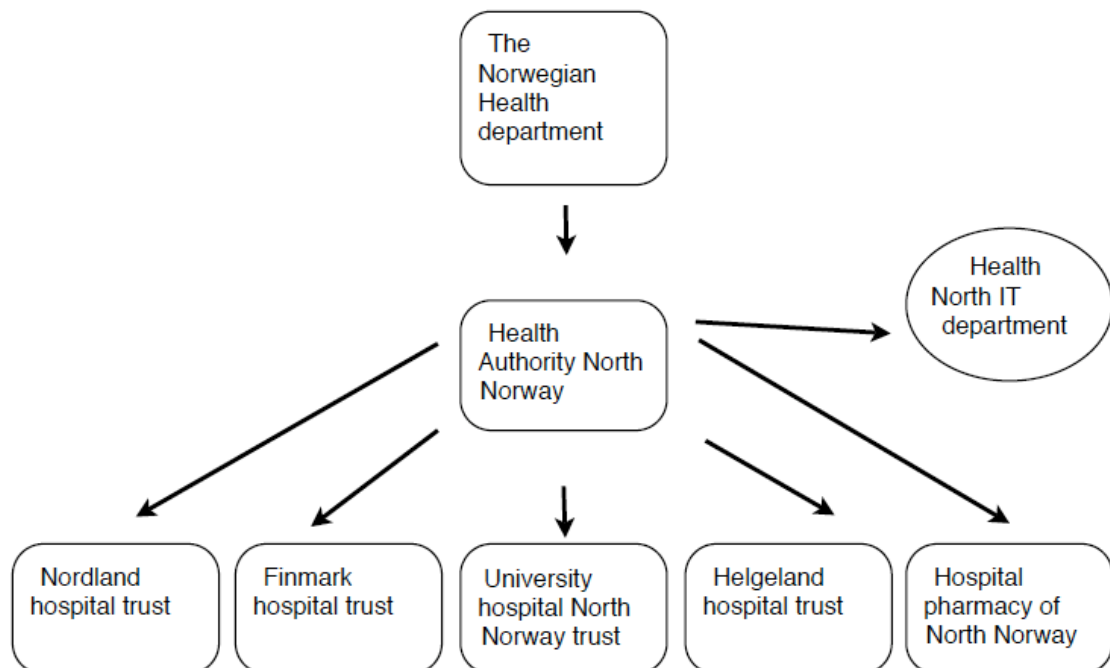 The
Norwegian
Health
department
Health
North IT
department
Health
Authority North
Norway
Nordland
hospital trust
Finmark
hospital trust
University
hospital North
Norway trust
Helgeland
hospital trust
Hospital
pharmacy of
North Norway